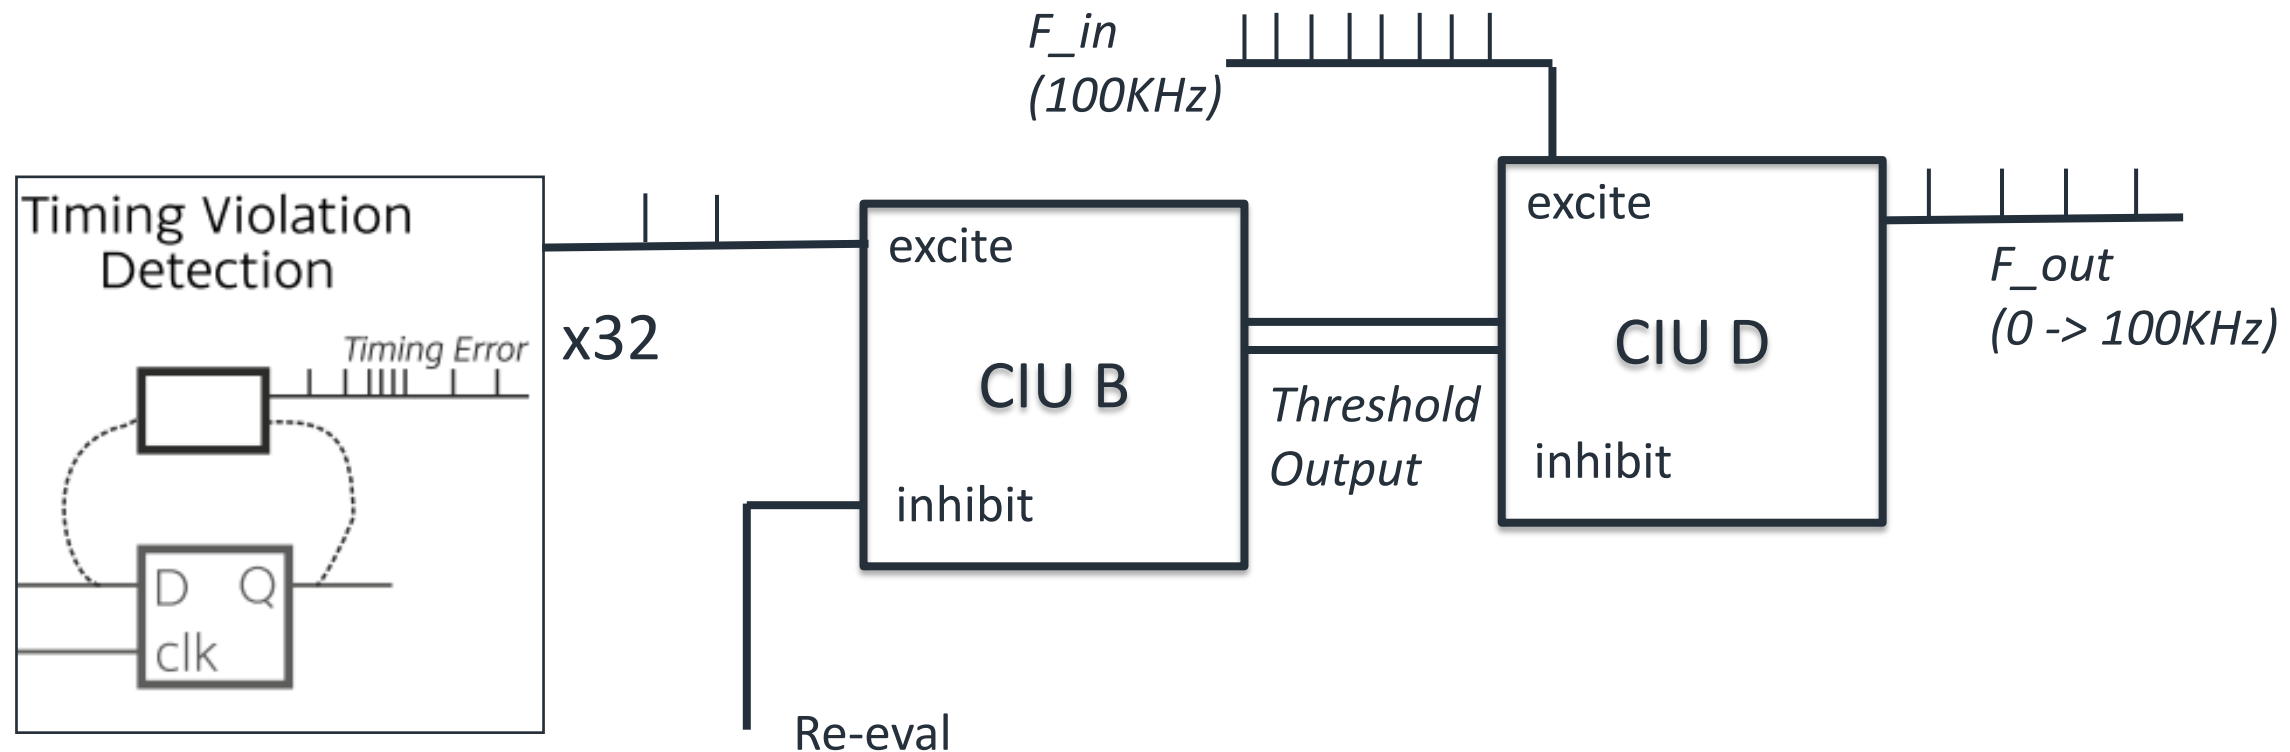 F_in
(100KHz)
Timing Violation
Detection
Timing Error
D Q
clk
x32
excite
CIU B
inhibit
Re-eval
Threshold
Output
excite
CIU D
inhibit
F_out
(0 -> 100KHz)